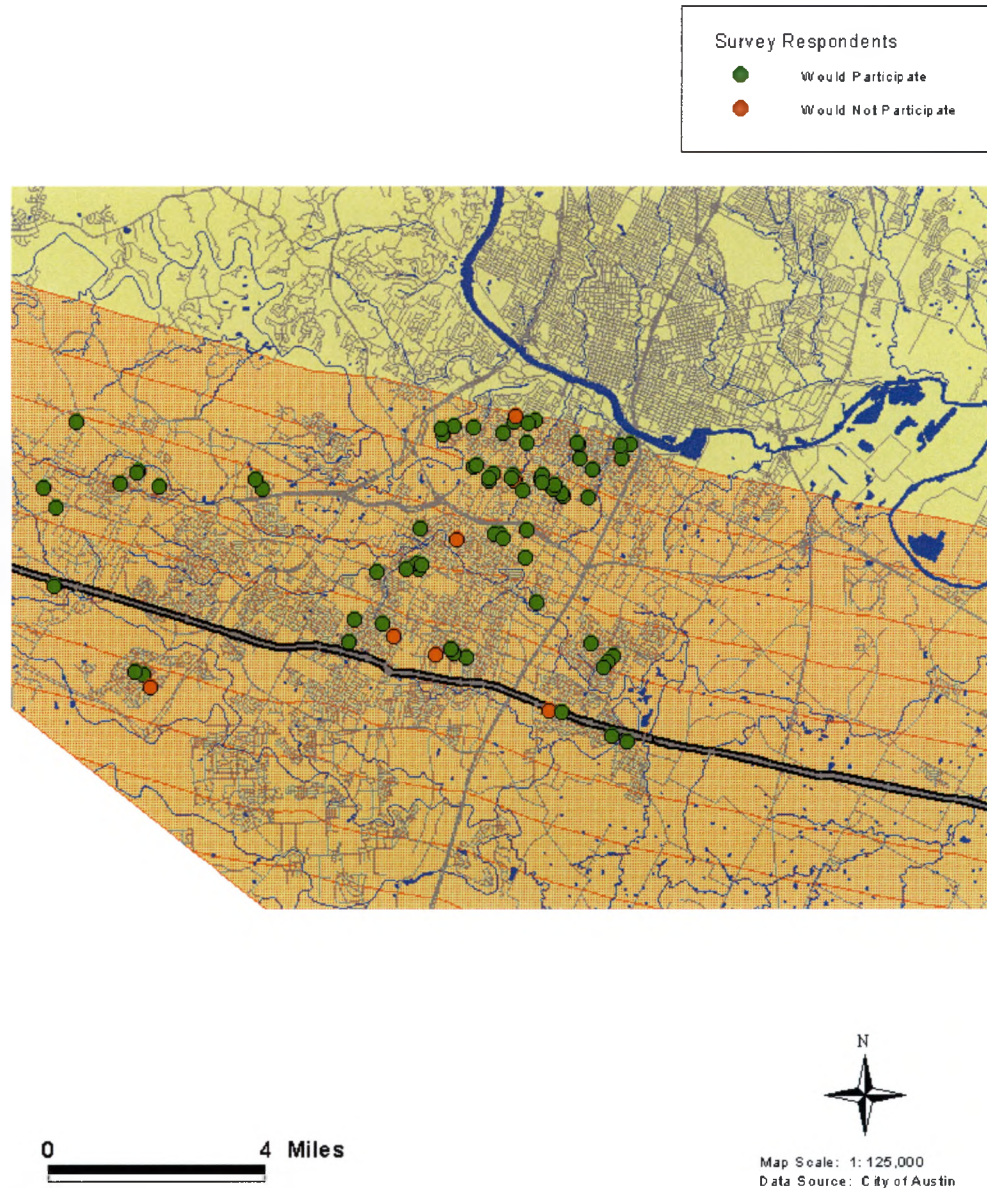 Survey Respondents
Would Participate
Would Not Participate
N
0 4 Miles
Map Scale: 1:125,000
Data Source: City of Austin